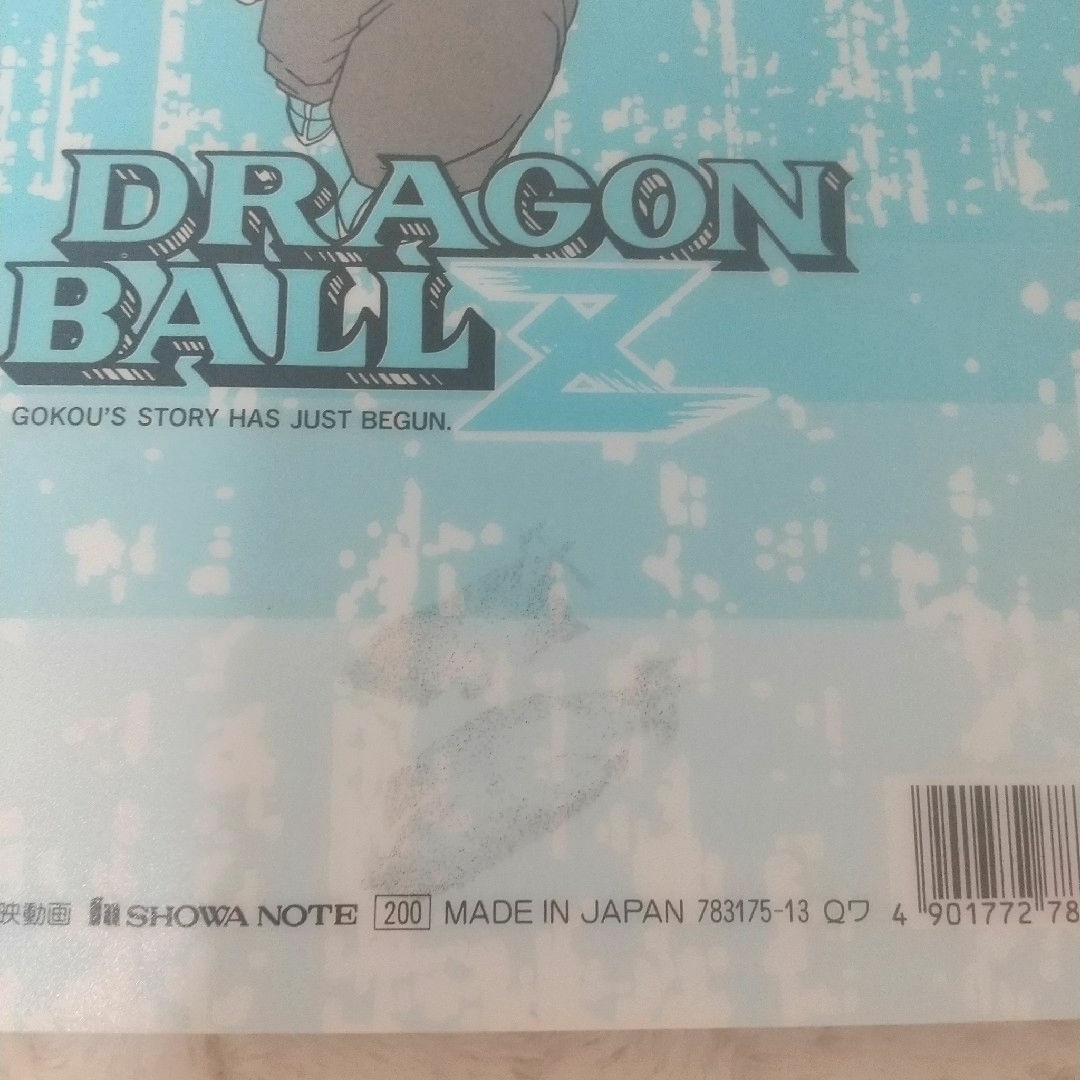 DRAGON
BALL Z
GOKOU'S STORY HAS JUST BEGUN.
映動画 SHOWA NOTE 200 MADE IN JAPAN 783175-13 Qワ 4 901772 78